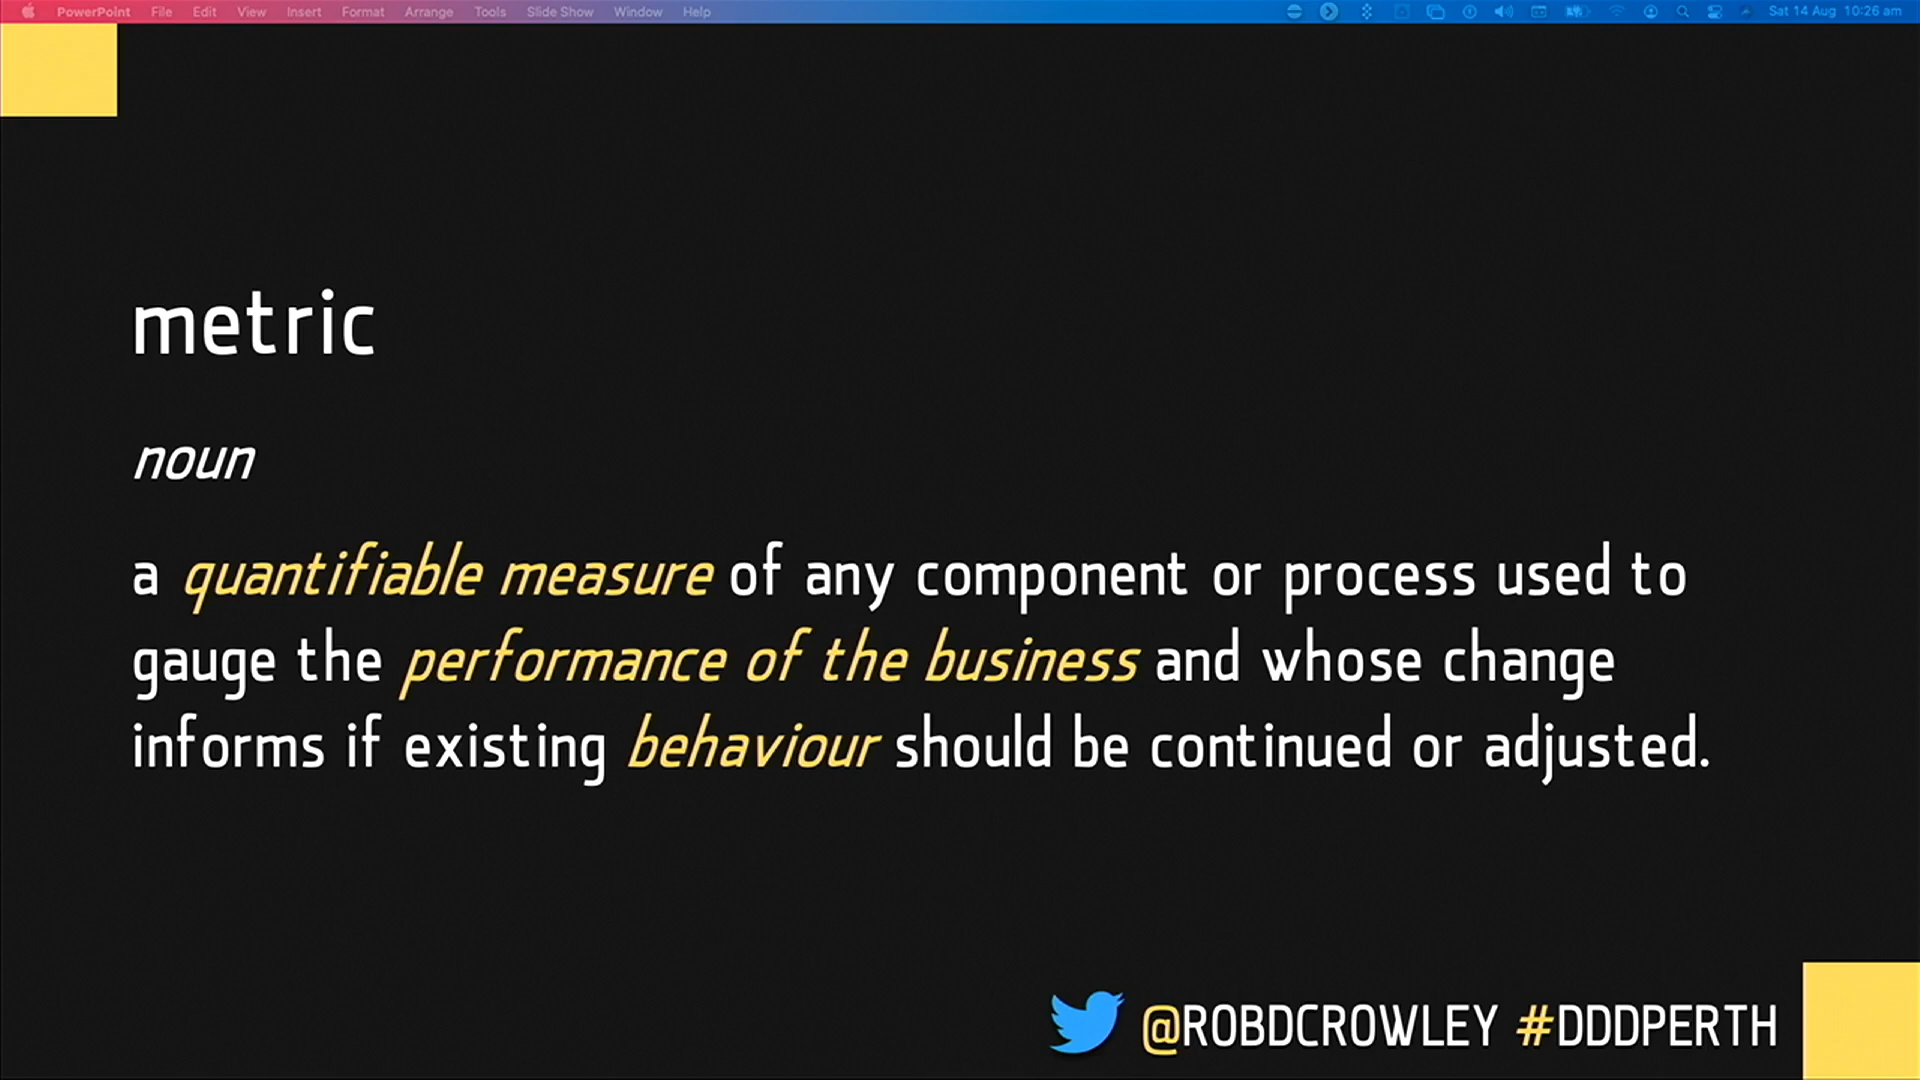 PowerPoint File Edit View Insert Format Arrange Tools Slide Show Window Help Sat 14 Aug 10:26 am
metric
noun
a quantifiable measure of any component or process used to
gauge the performance of the business and whose change
informs if existing behaviour should be continued or adjusted.
@ROBDCROWLEY #DDDPERTH